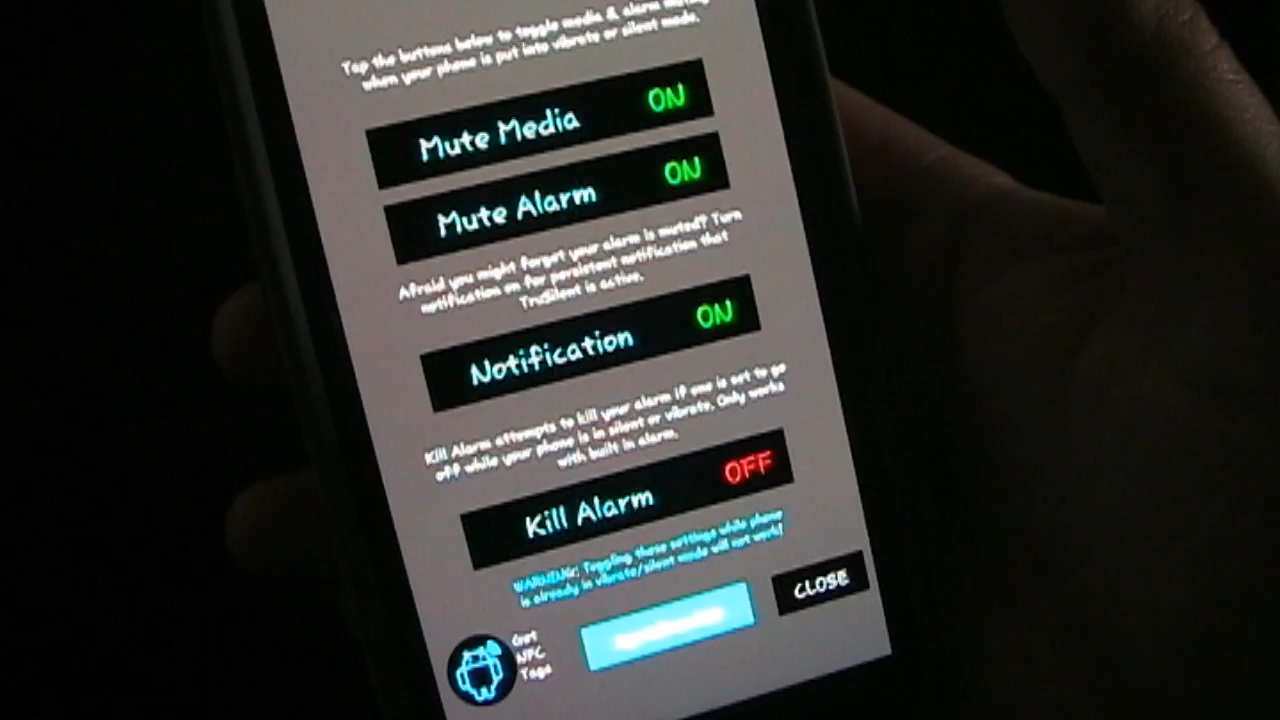 Tap the buttons below to toggle media & alarm muting
when your phone is put into vibrate or silent mode.
Mute Media ON
Mute Alarm ON
Afraid you might forget your alarm is muted? Turn
notification on for persistent notification that
TruSilent is active.
Notification ON
Kill Alarm attempts to kill your alarm if one is set to go
off while your phone is in silent or vibrate. Only works
with built in alarm.
Kill Alarm OFF
WARNING: Toggling these settings while phone
is already in vibrate/silent mode will not work!
CLOSE
Get
NFC
Tags